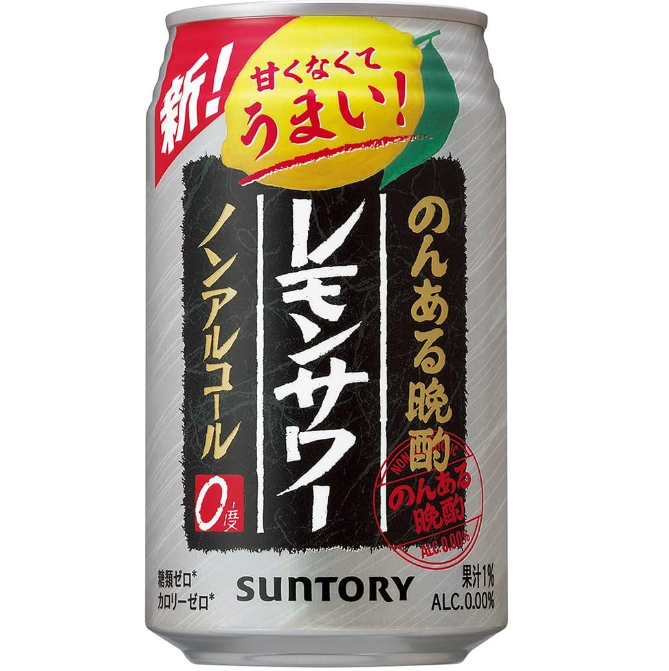 新!
甘くなくて
うまい!
のんある晩酌
レモンサワー
ノンアルコール
0度
のんある
晩酌
ALC.0.00%
糖類ゼロ*
カロリーゼロ*
SUNTORY
果汁1%
ALC.0.00%